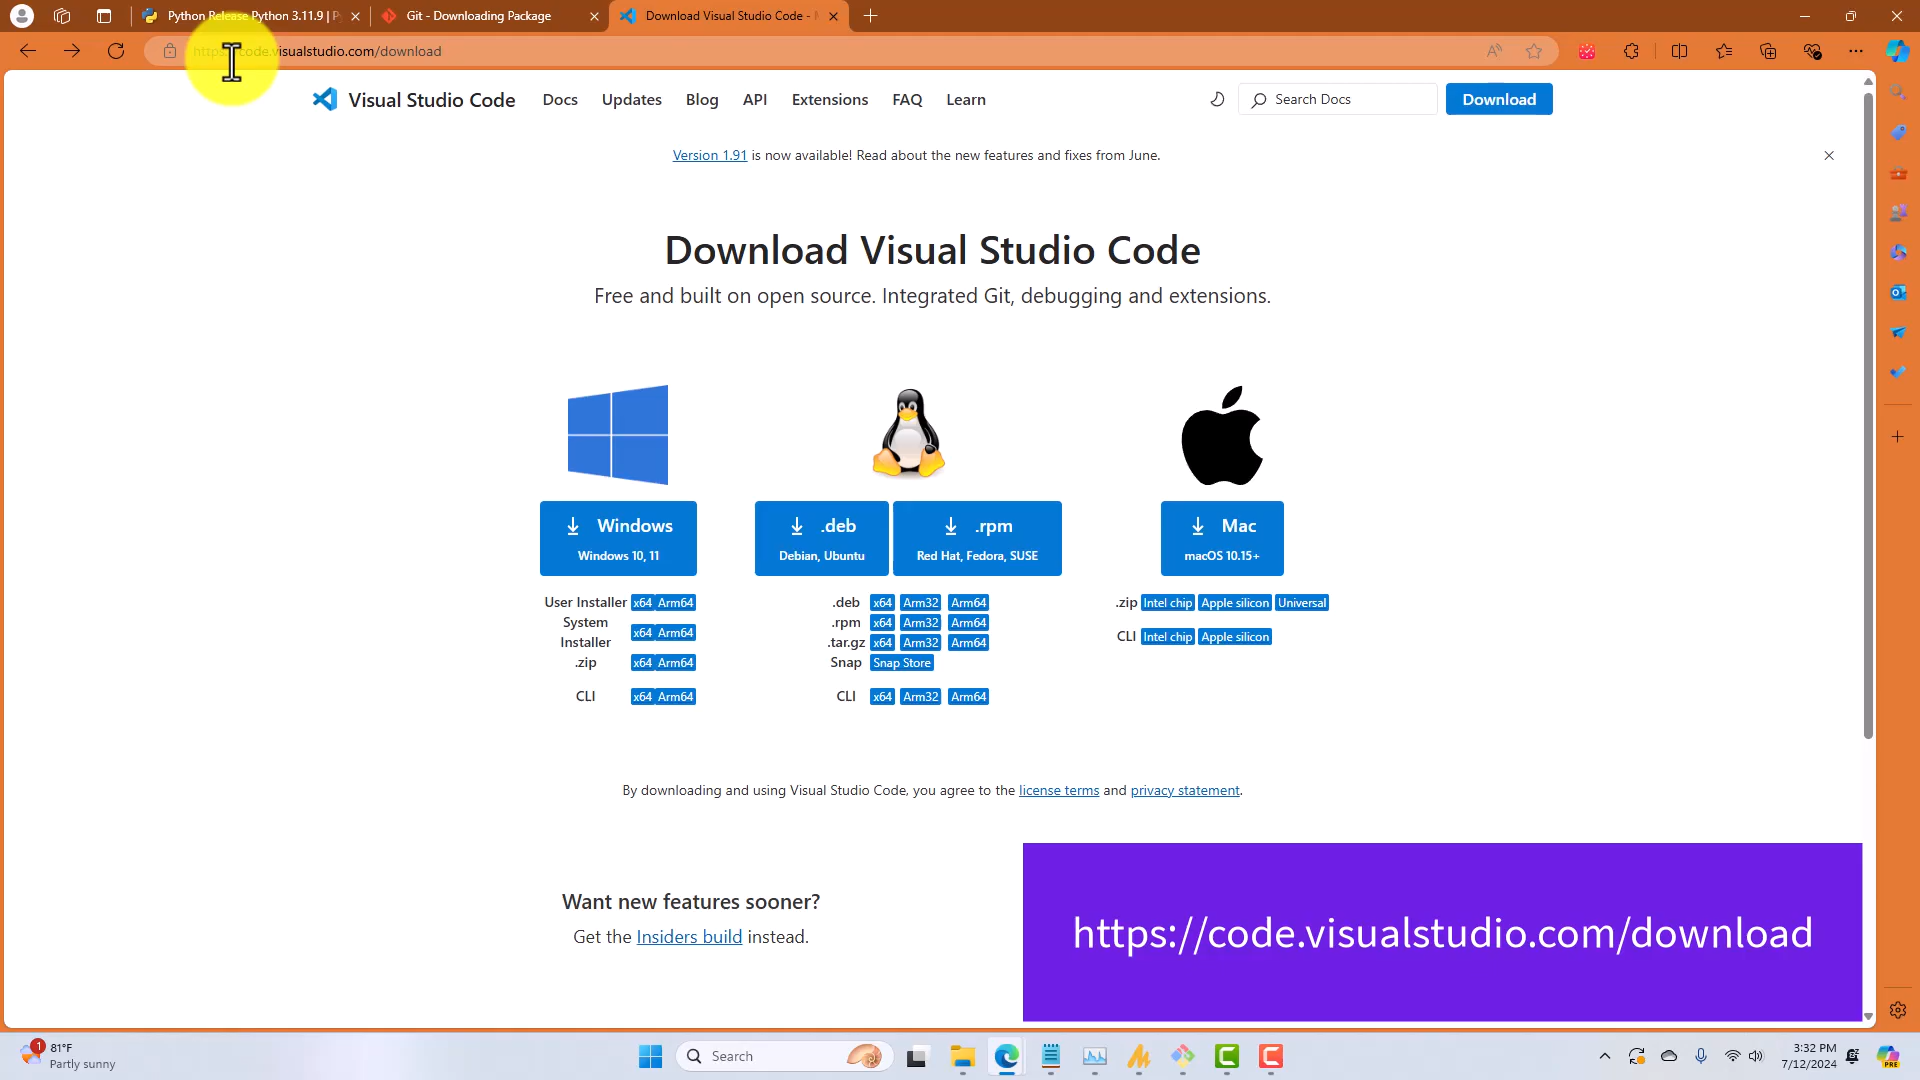 Python Release Python 3.11.9 | P
Git - Downloading Package
Download Visual Studio Code -
https://code.visualstudio.com/download
Visual Studio Code
Docs
Updates
Blog
API
Extensions
FAQ
Learn
Search Docs
Download
Version 1.91 is now available! Read about the new features and fixes from June.
Download Visual Studio Code
Free and built on open source. Integrated Git, debugging and extensions.
Windows
Windows 10, 11
.deb
Debian, Ubuntu
.rpm
Red Hat, Fedora, SUSE
Mac
macOS 10.15+
User Installer x64 Arm64
System
Installer
x64 Arm64
.zip x64 Arm64
CLI x64 Arm64
.deb x64 Arm32 Arm64
.rpm x64 Arm32 Arm64
.tar.gz x64 Arm32 Arm64
Snap Snap Store
CLI x64 Arm32 Arm64
.zip Intel chip Apple silicon Universal
CLI Intel chip Apple silicon
By downloading and using Visual Studio Code, you agree to the license terms and privacy statement.
Want new features sooner?
Get the Insiders build instead.
https://code.visualstudio.com/download
1
81°F
Partly sunny
Search
3:32 PM
7/12/2024
PRE